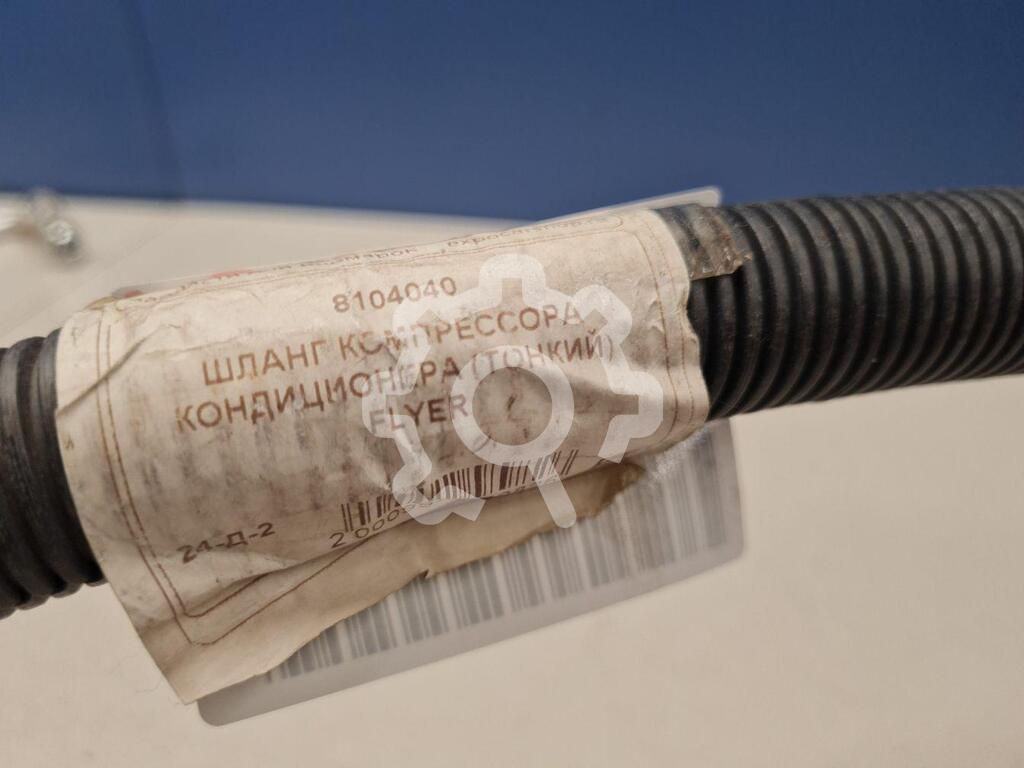 8104040
ШЛАНГ КОМПРЕССОРА
КОНДИЦИОНЕРА (ТОНКИЙ)
FLYER
24-Д-2